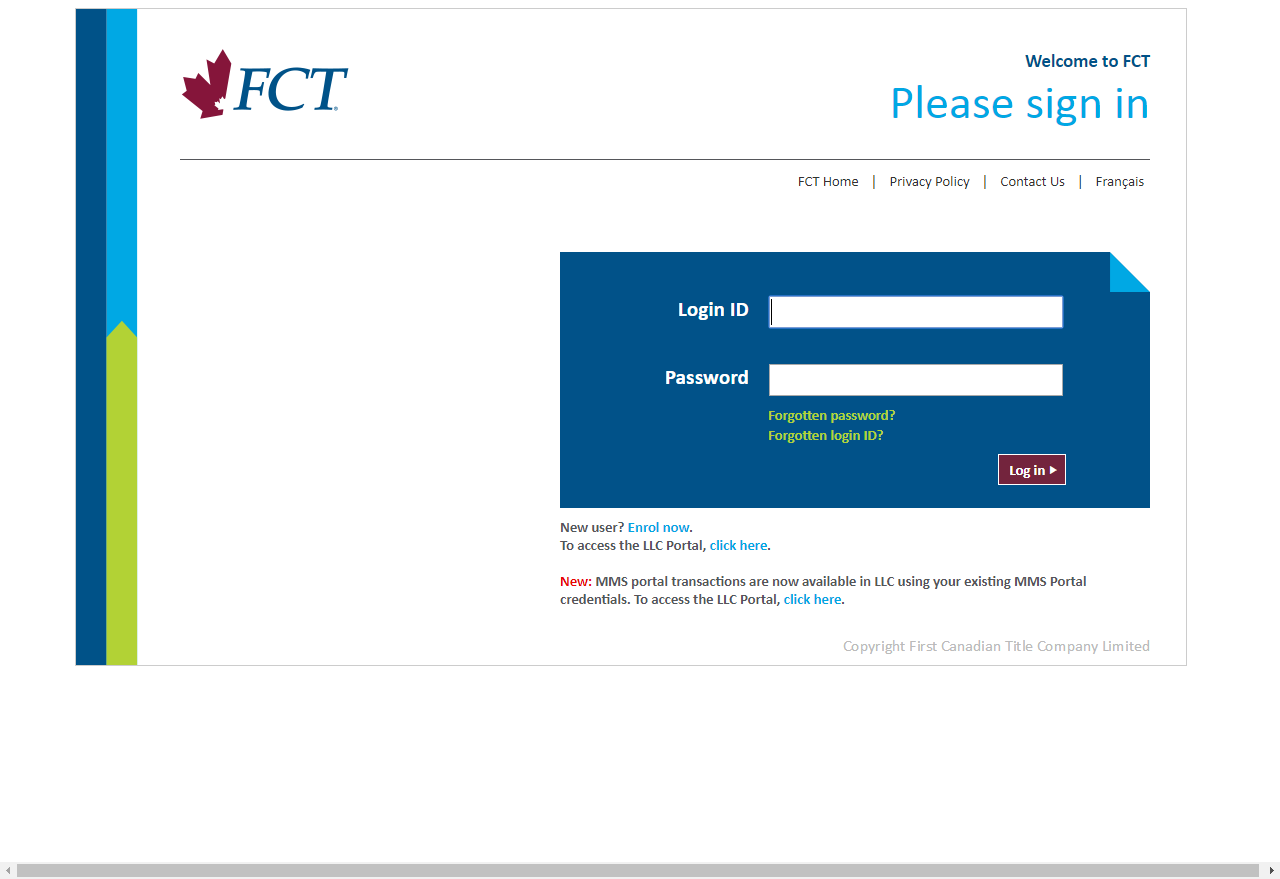 FCT
Welcome to FCT
Please sign in
FCT Home | Privacy Policy | Contact Us | Français
Login ID
Password
Forgotten password?
Forgotten login ID?
Log in
New user? Enrol now.
To access the LLC Portal, click here.
New: MMS portal transactions are now available in LLC using your existing MMS Portal
credentials. To access the LLC Portal, click here.
Copyright First Canadian Title Company Limited